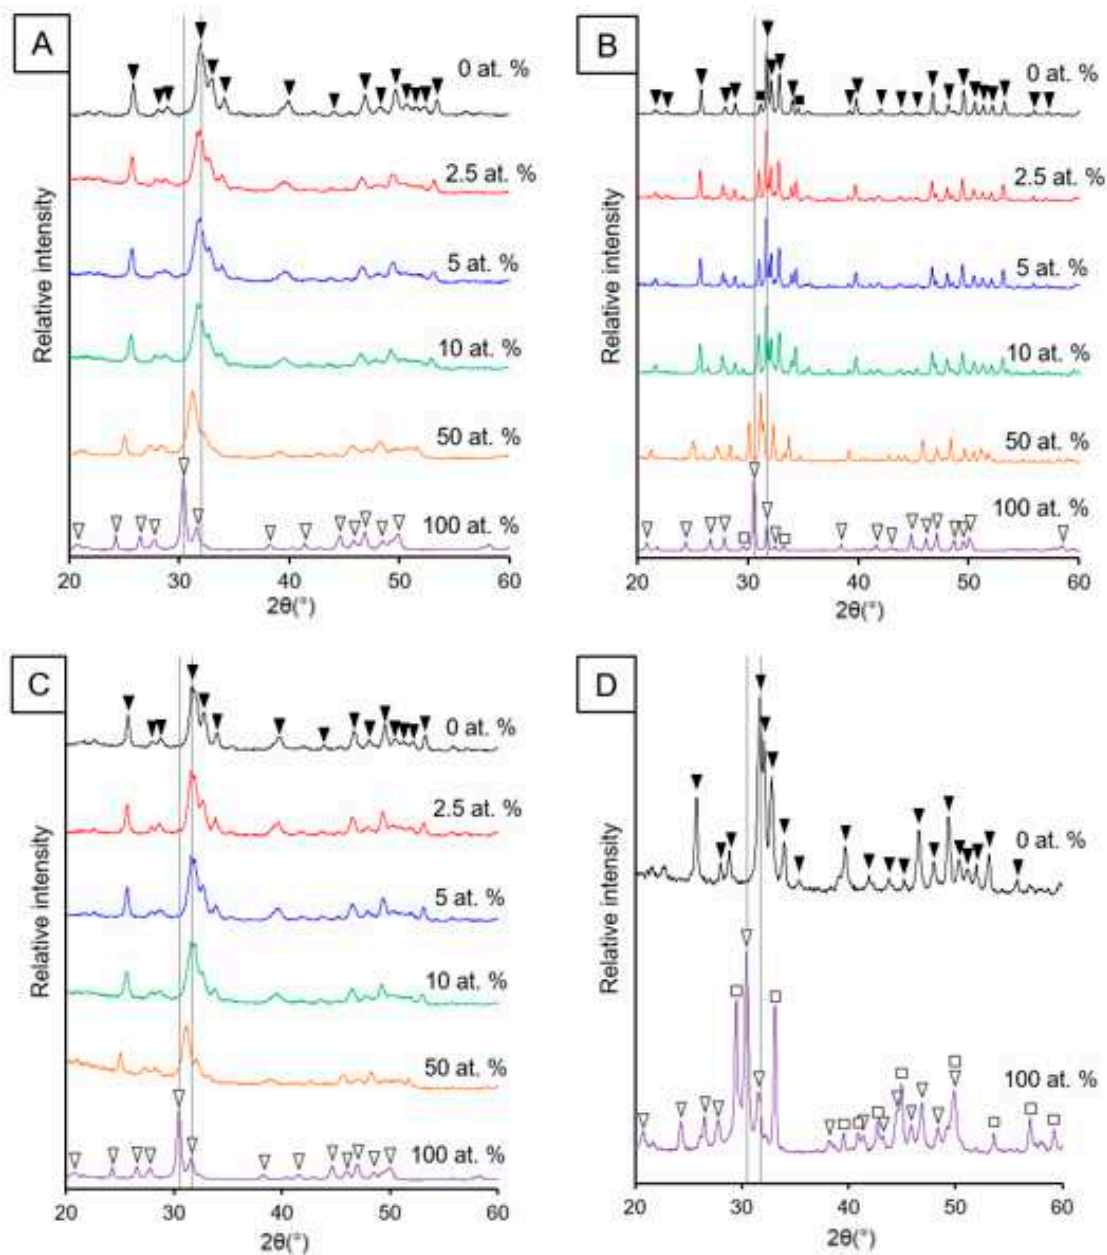 A
0 at. %
2.5 at. %
5 at. %
10 at. %
50 at. %
100 at. %
Relative intensity
20 30 40 50 60
2θ(°)
B
0 at. %
2.5 at. %
5 at. %
10 at. %
50 at. %
100 at. %
Relative intensity
20 30 40 50 60
2θ(°)
C
0 at. %
2.5 at. %
5 at. %
10 at. %
50 at. %
100 at. %
Relative intensity
20 30 40 50 60
2θ(°)
D
0 at. %
100 at. %
Relative intensity
20 30 40 50 60
2θ(°)